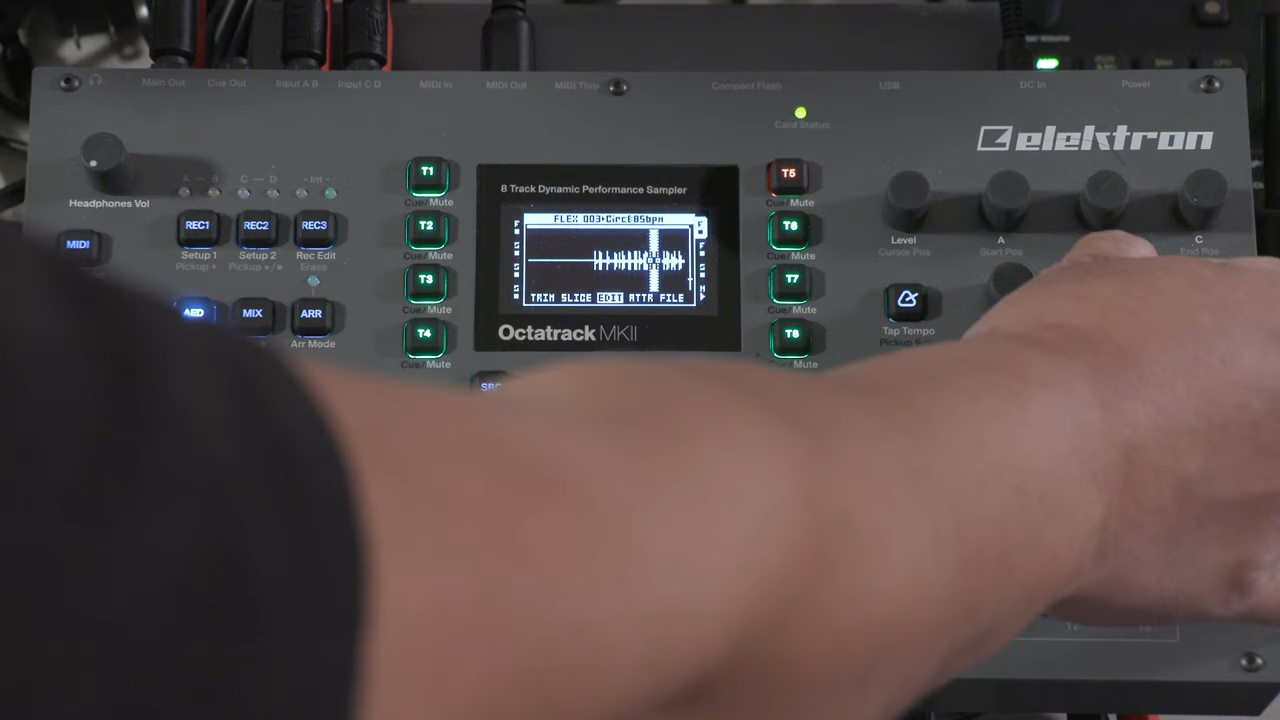 Main Out Cue Out Input A B Input C D MIDI In MIDI Out MIDI Thru Compact Flash USB DC In Power
Card Status
elektron
A B C D Int
Headphones Vol
MIDI
REC1 REC2 REC3
Setup 1 Setup 2 Rec Edit
Pickup + Erase
AED MIX ARR
Arr Mode
T1
Cue/Mute
T2
Cue/Mute
T3
Cue/Mute
T4
Cue/Mute
8 Track Dynamic Performance Sampler
FLEX 003▸CircE85bpm
TRIM SLICE EDIT ATTR FILE
Octatrack MKII
T5
Cue/Mute
T6
Cue/Mute
T7
Cue/Mute
T8
Cue/Mute
Level A B C
Cursor Pos Start Pos End Pos
Tap Tempo